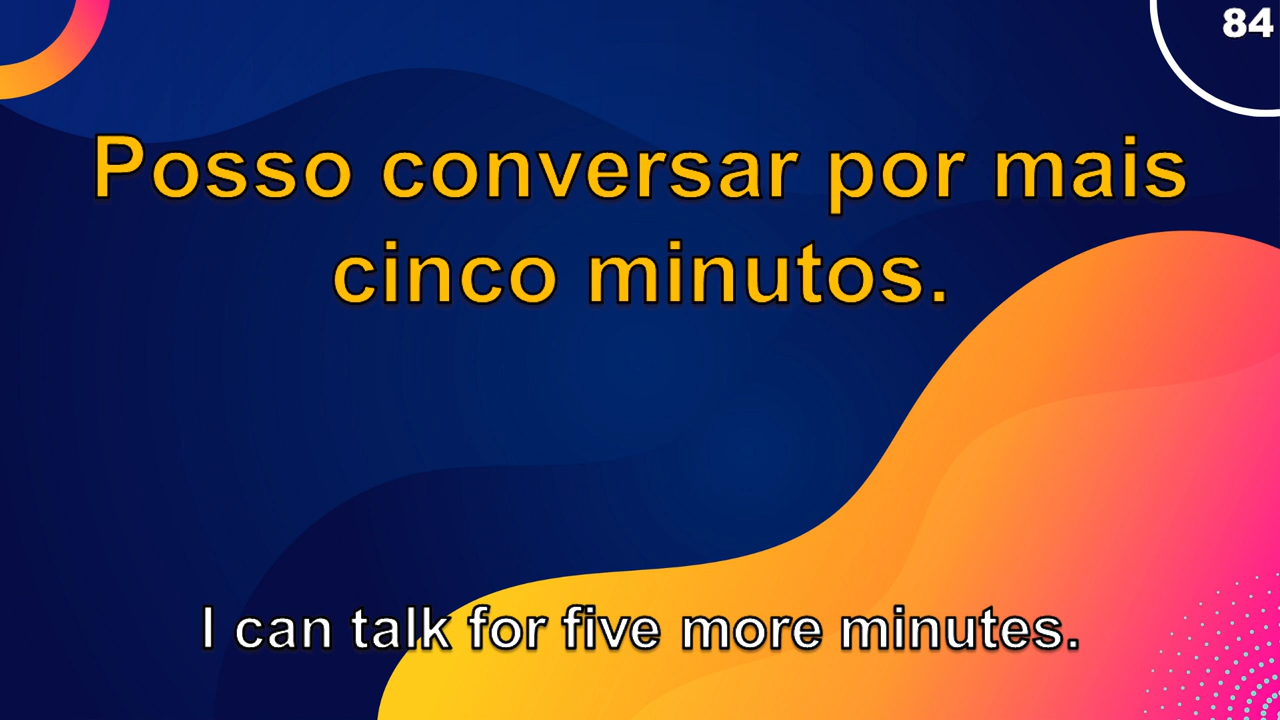 84
Posso conversar por mais
cinco minutos.
I can talk for five more minutes.